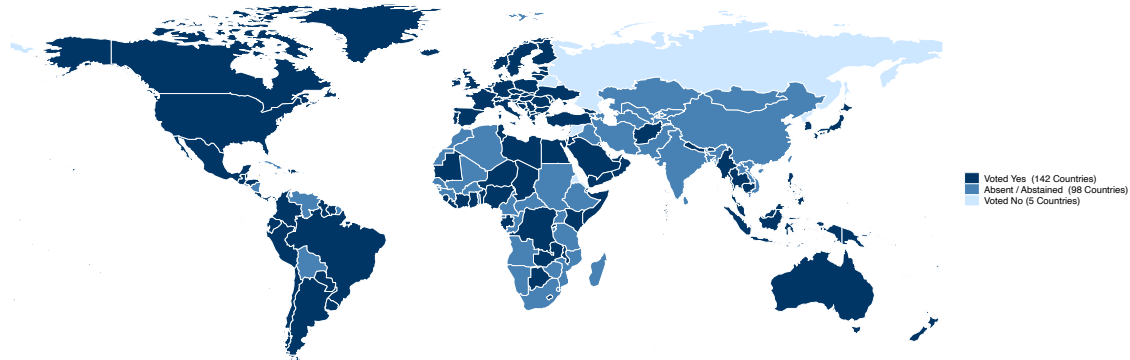 Voted Yes (142 Countries)
Absent / Abstained (98 Countries)
Voted No (5 Countries)